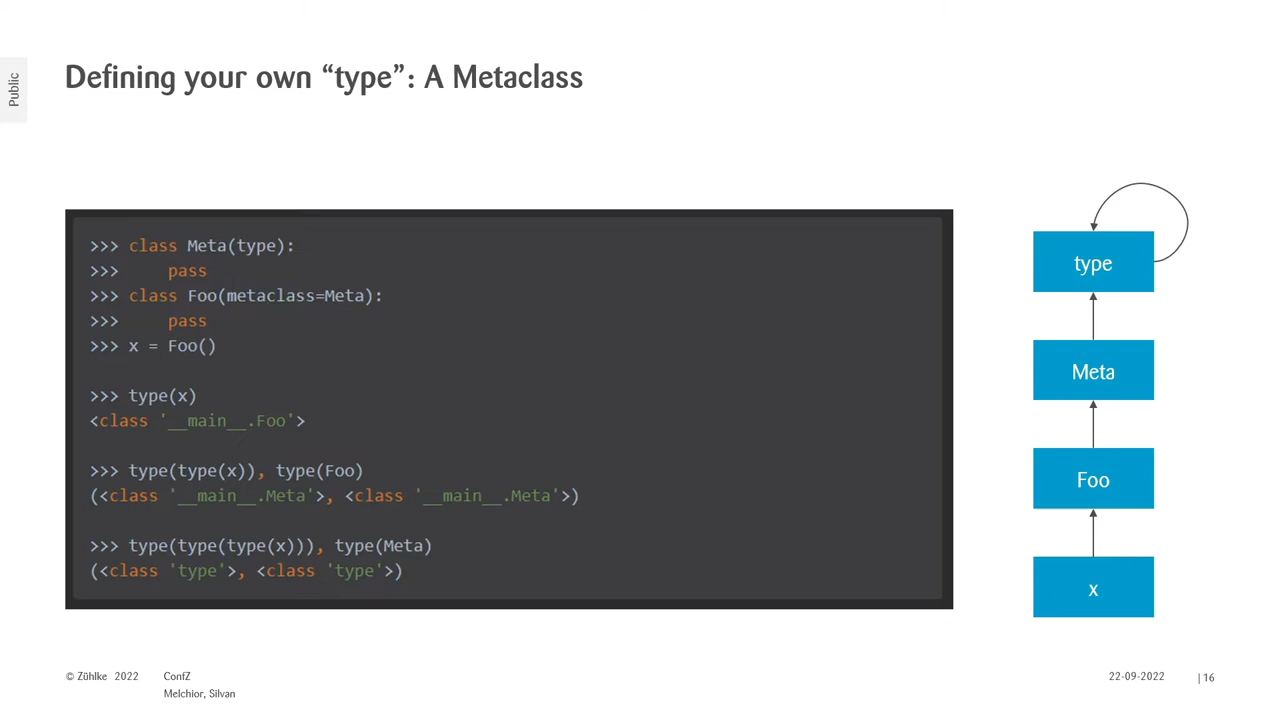 Public
Defining your own “type”: A Metaclass
>>> class Meta(type):
>>>     pass
>>> class Foo(metaclass=Meta):
>>>     pass
>>> x = Foo()
>>> type(x)
<class '__main__.Foo'>
>>> type(type(x)), type(Foo)
(<class '__main__.Meta'>, <class '__main__.Meta'>)
>>> type(type(type(x))), type(Meta)
(<class 'type'>, <class 'type'>)
type
Meta
Foo
x
© Zühlke 2022
ConfZ
Melchior, Silvan
22-09-2022
| 16